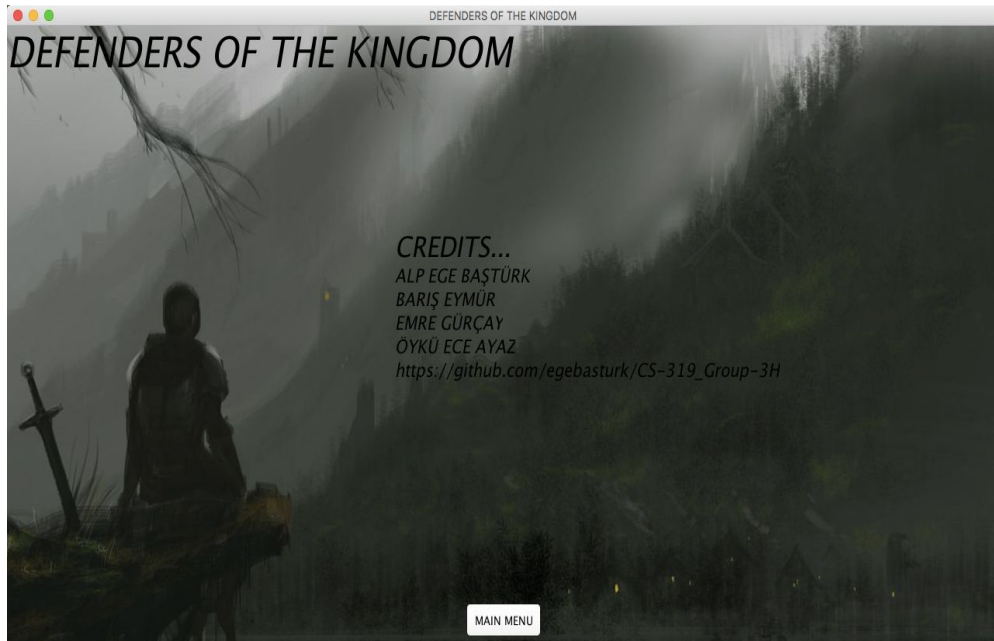 DEFENDERS OF THE KINGDOM
DEFENDERS OF THE KINGDOM
CREDITS...
ALP EGE BAŞTÜRK
BARIŞ EYMÜR
EMRE GÜRÇAY
ÖYKÜ ECE AYAZ
https://github.com/egebasturk/CS-319_Group-3H
MAIN MENU